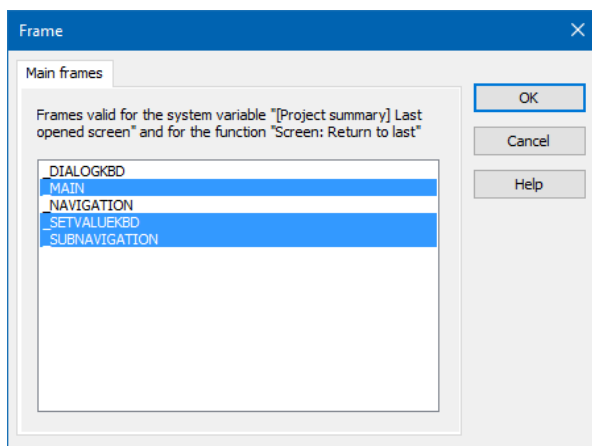 Frame
Main frames
Frames valid for the system variable "[Project summary] Last
opened screen" and for the function "Screen: Return to last"
_DIALOGKBD
_MAIN
_NAVIGATION
_SETVALUEKBD
_SUBNAVIGATION
OK
Cancel
Help